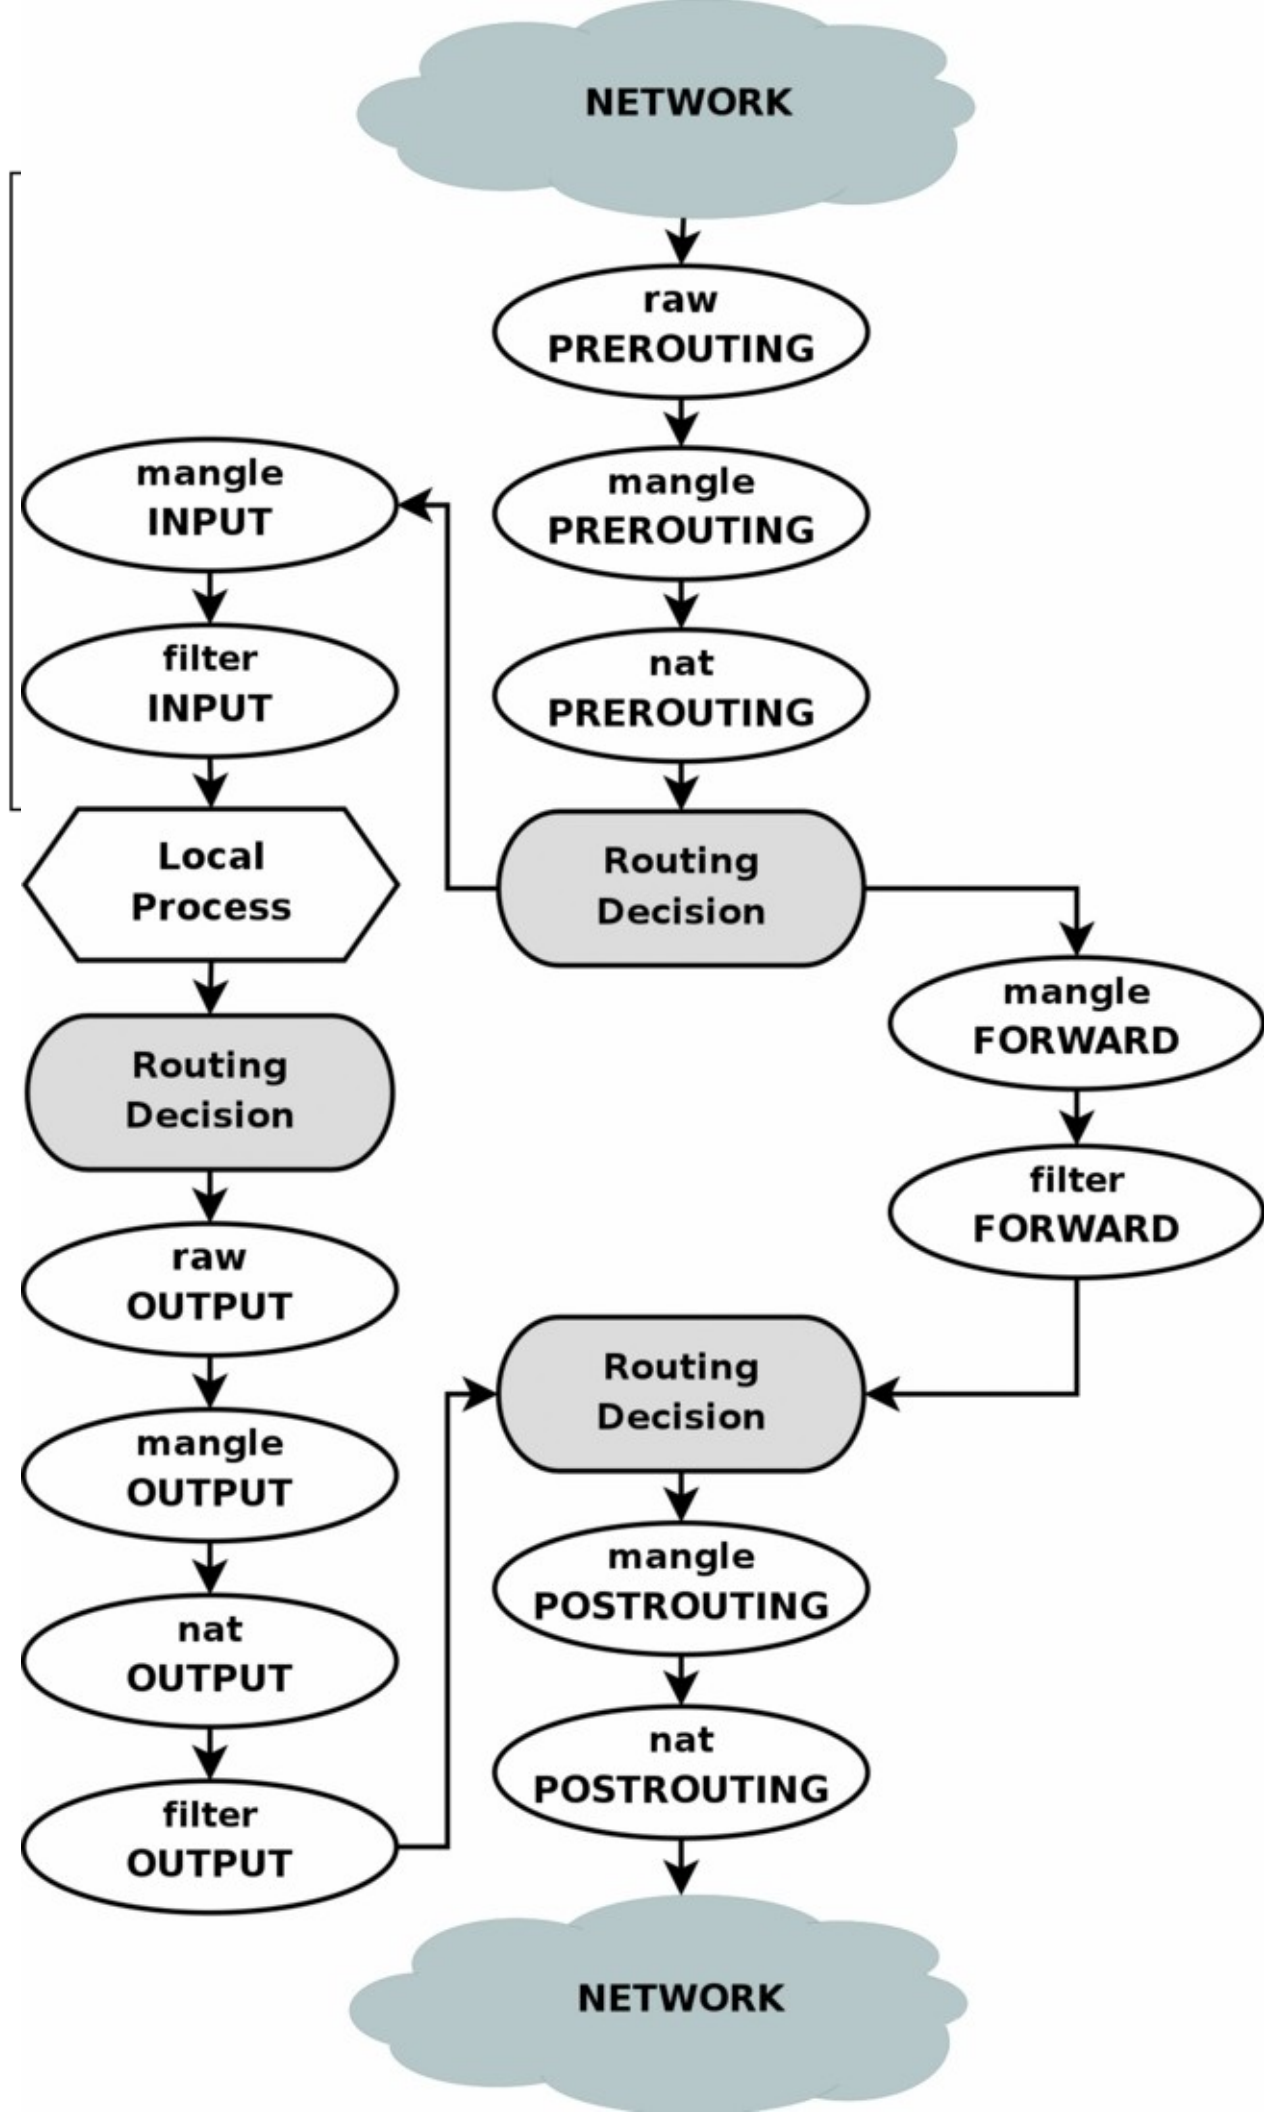 NETWORK
raw
PREROUTING
mangle
PREROUTING
nat
PREROUTING
Routing
Decision
mangle
INPUT
filter
INPUT
Local
Process
Routing
Decision
raw
OUTPUT
mangle
OUTPUT
nat
OUTPUT
filter
OUTPUT
mangle
FORWARD
filter
FORWARD
Routing
Decision
mangle
POSTROUTING
nat
POSTROUTING
NETWORK